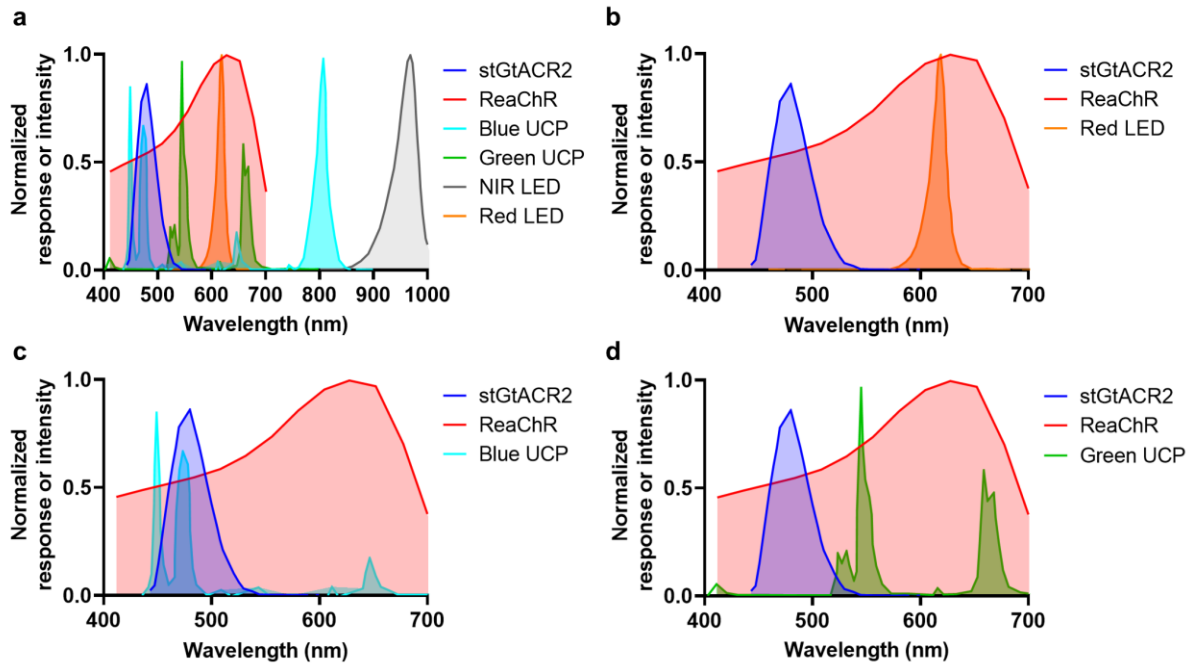 a
Normalized
response or intensity
1.0
0.5
0.0
400 500 600 700 800 900 1000
Wavelength (nm)
stGtACR2
ReaChR
Blue UCP
Green UCP
NIR LED
Red LED
b
Normalized
response or intensity
1.0
0.5
0.0
400 500 600 700
Wavelength (nm)
stGtACR2
ReaChR
Red LED
c
Normalized
response or intensity
1.0
0.5
0.0
400 500 600 700
Wavelength (nm)
stGtACR2
ReaChR
Blue UCP
d
Normalized
response or intensity
1.0
0.5
0.0
400 500 600 700
Wavelength (nm)
stGtACR2
ReaChR
Green UCP